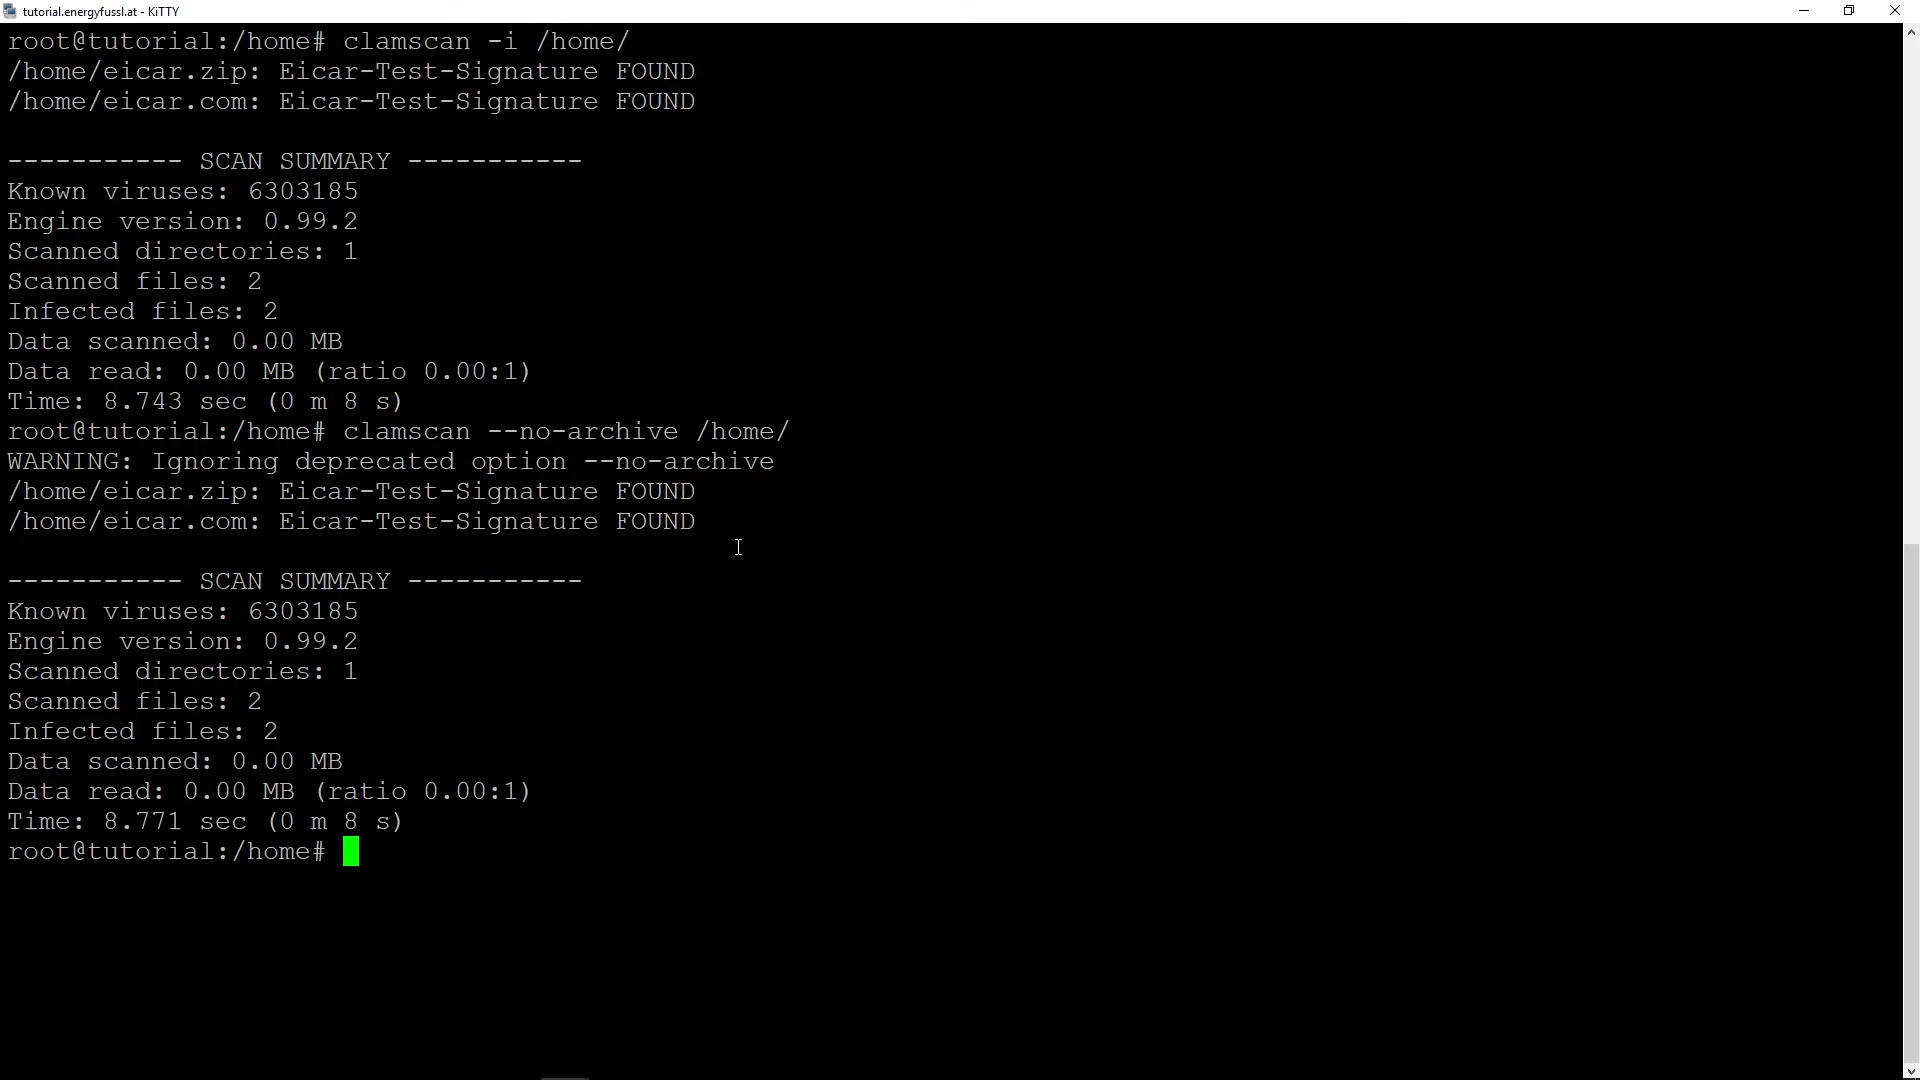 tutorial.energyfussl.at - KiTTY
root@tutorial:/home# clamscan -i /home/
/home/eicar.zip: Eicar-Test-Signature FOUND
/home/eicar.com: Eicar-Test-Signature FOUND
----------- SCAN SUMMARY -----------
Known viruses: 6303185
Engine version: 0.99.2
Scanned directories: 1
Scanned files: 2
Infected files: 2
Data scanned: 0.00 MB
Data read: 0.00 MB (ratio 0.00:1)
Time: 8.743 sec (0 m 8 s)
root@tutorial:/home# clamscan --no-archive /home/
WARNING: Ignoring deprecated option --no-archive
/home/eicar.zip: Eicar-Test-Signature FOUND
/home/eicar.com: Eicar-Test-Signature FOUND
----------- SCAN SUMMARY -----------
Known viruses: 6303185
Engine version: 0.99.2
Scanned directories: 1
Scanned files: 2
Infected files: 2
Data scanned: 0.00 MB
Data read: 0.00 MB (ratio 0.00:1)
Time: 8.771 sec (0 m 8 s)
root@tutorial:/home#